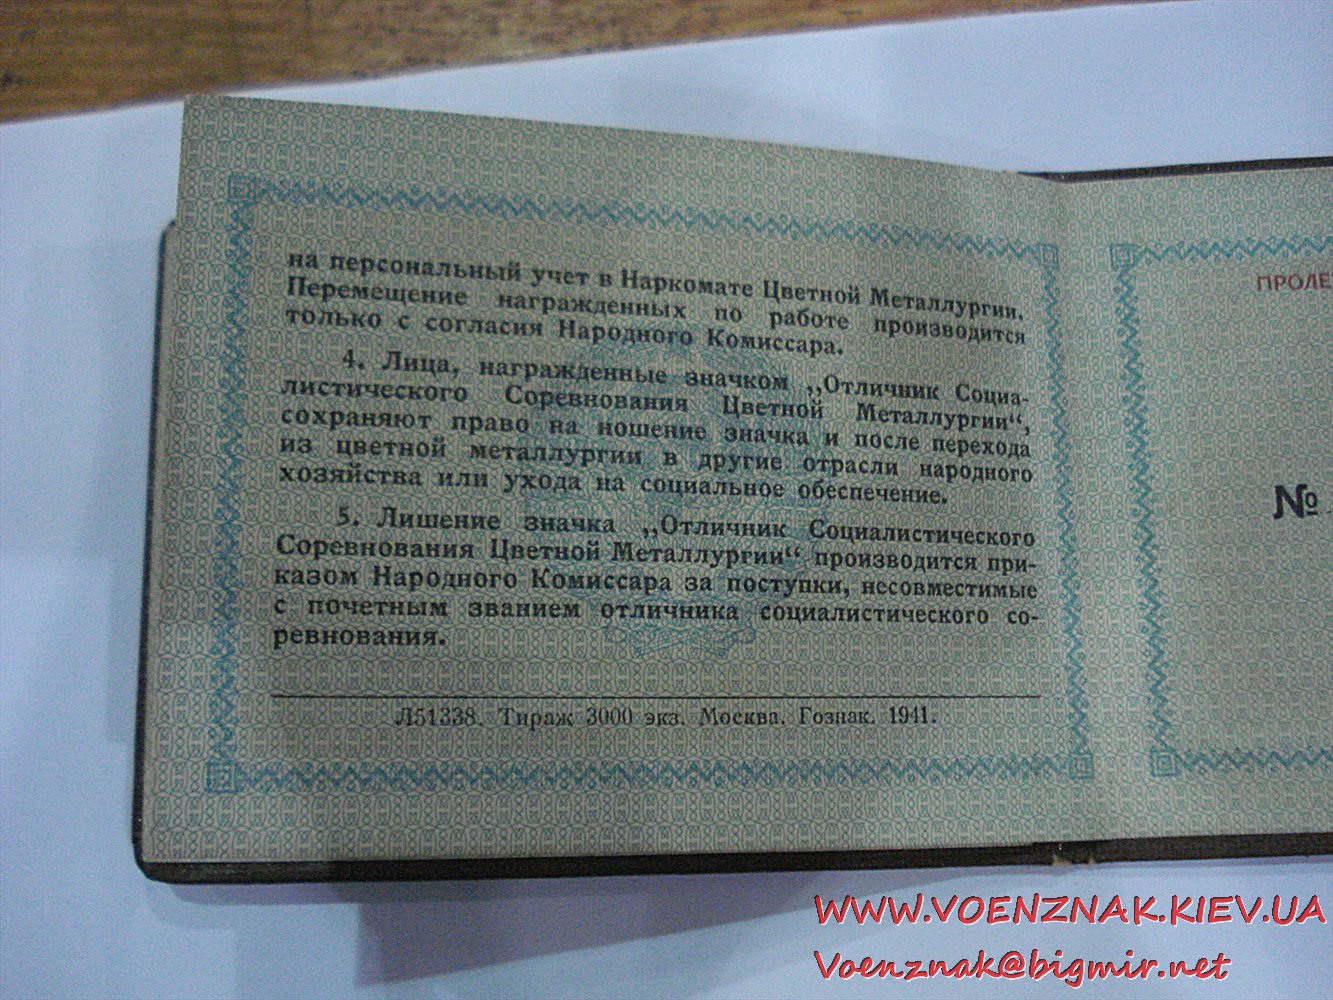 на персональный учет в Наркомате Цветной Металлургии.
Перемещение награжденных по работе производится
только с согласия Народного Комиссара.
4. Лица, награжденные значком „Отличник Социа-
листического Соревнования Цветной Металлургии“,
сохраняют право на ношение значка и после перехода
из цветной металлургии в другие отрасли народного
хозяйства или ухода на социальное обеспечение.
5. Лишение значка „Отличник Социалистического
Соревнования Цветной Металлургии“ производится при-
казом Народного Комиссара за поступки, несовместимые
с почетным званием отличника социалистического со-
ревнования.
Л51338. Тираж 3000 экз. Москва. Гознак. 1941.
ПРОЛЕ
№
WWW.VOENZNAK.KIEV.UA
Voenznak@bigmir.net